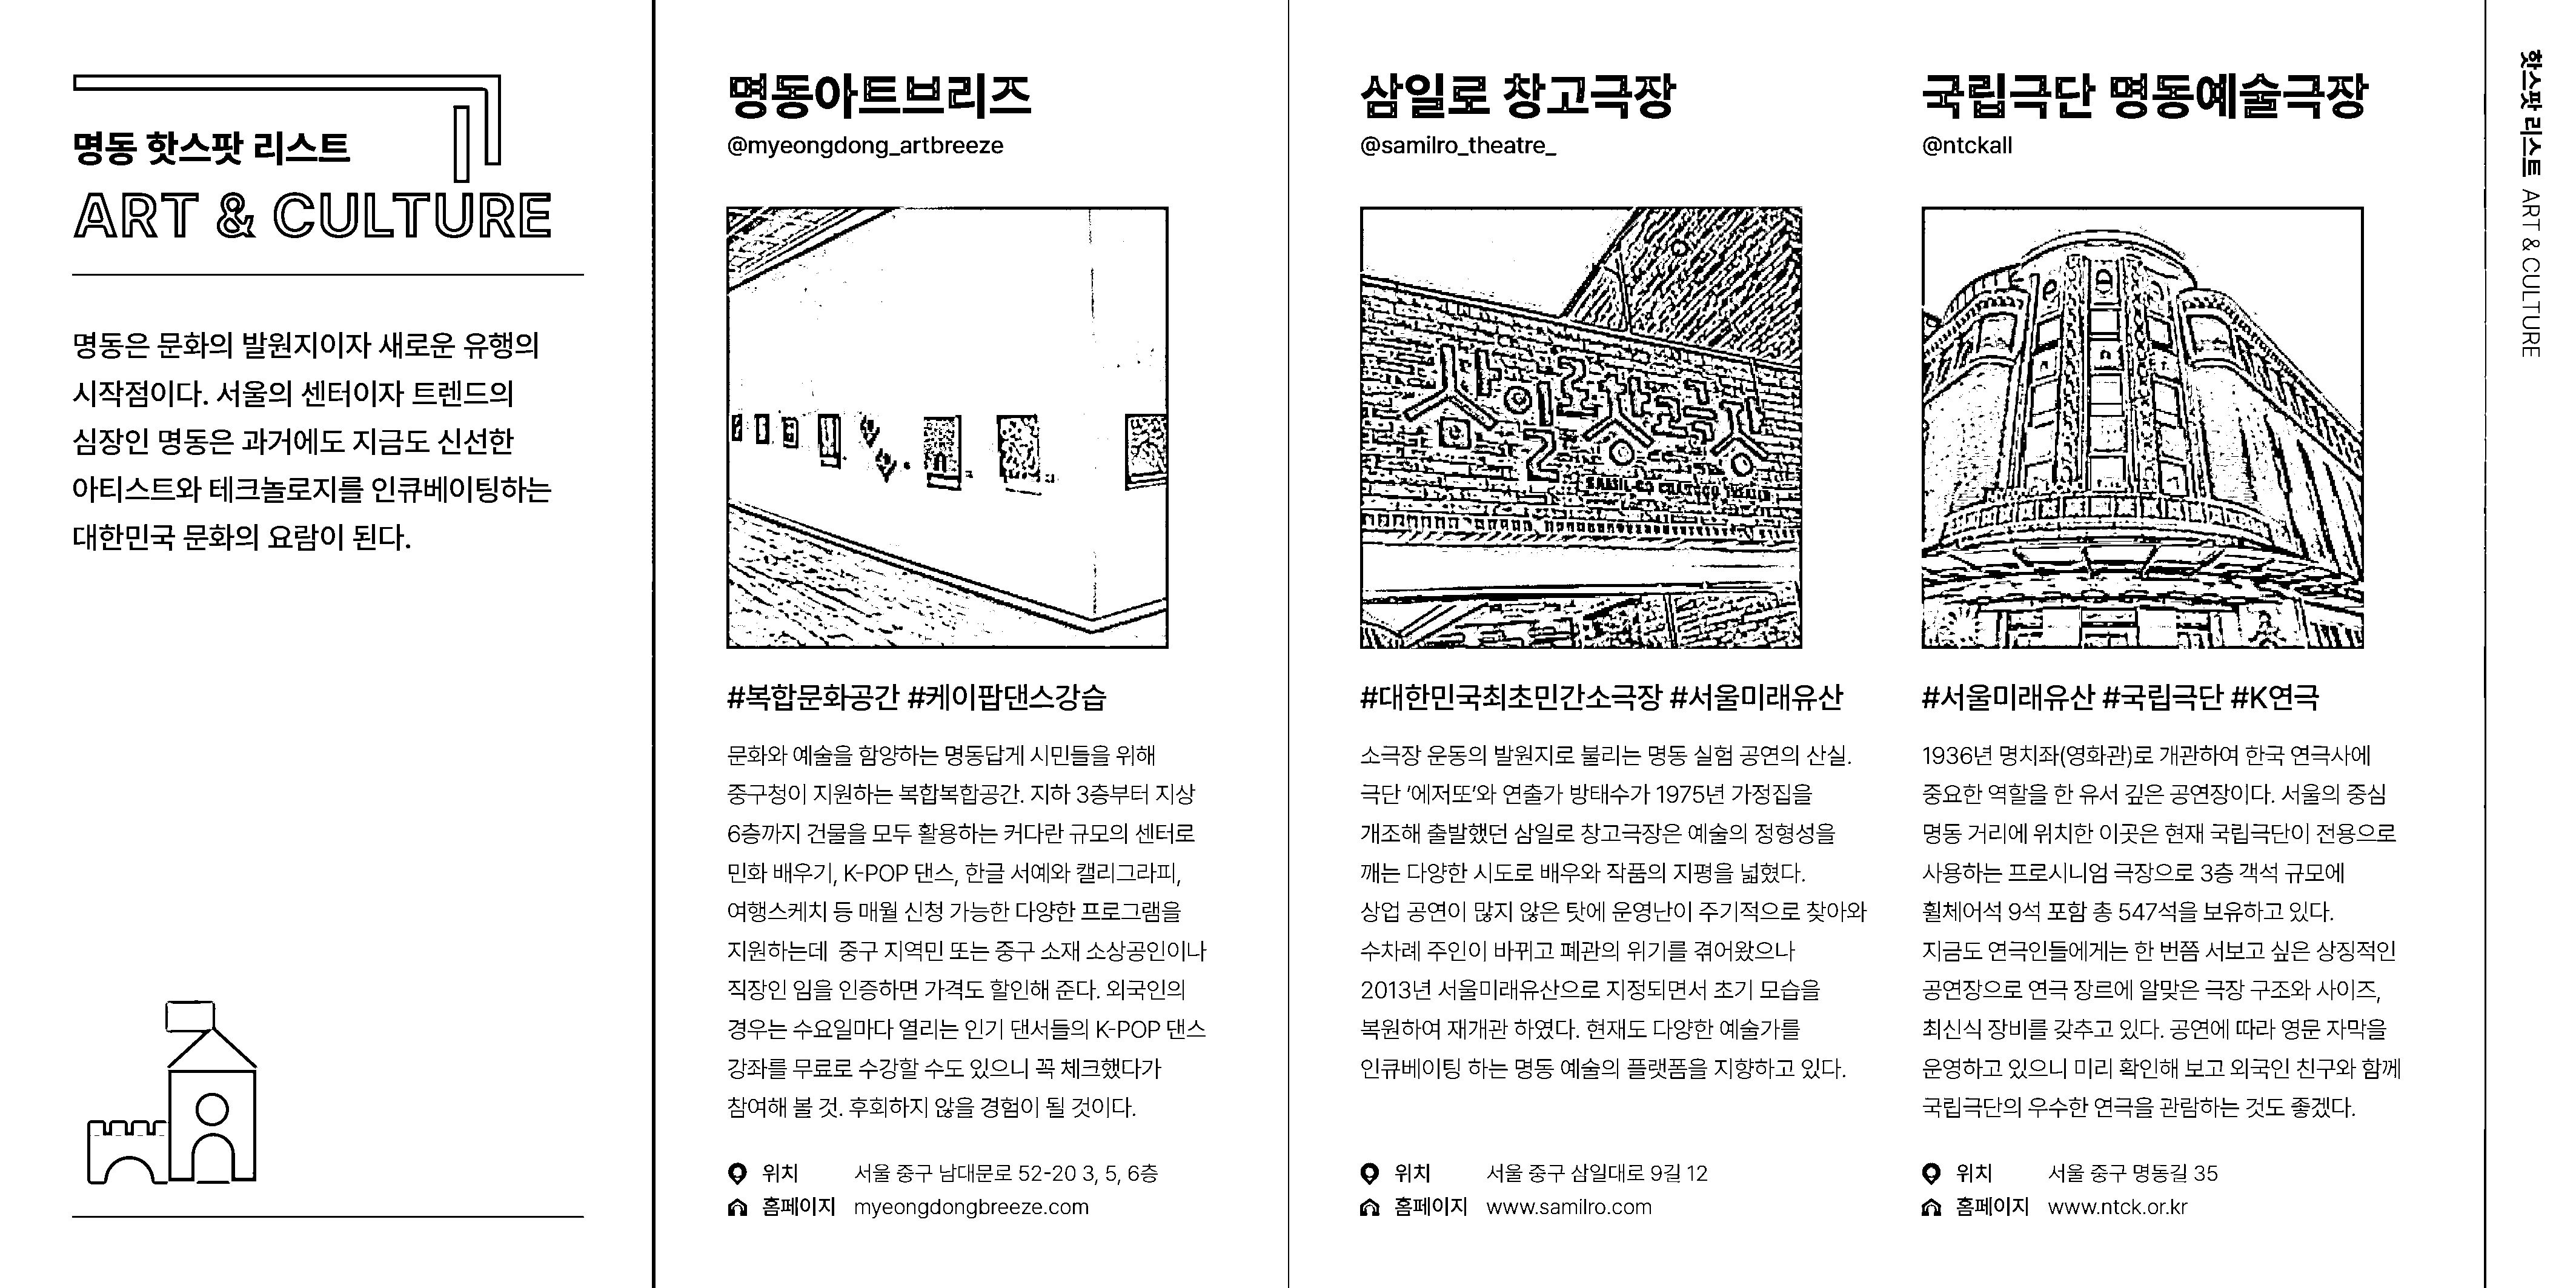 명동 핫스팟 리스트
ART & CULTURE
명동은 문화의 발원지이자 새로운 유행의
시작점이다. 서울의 센터이자 트렌드의
심장인 명동은 과거에도 지금도 신선한
아티스트와 테크놀로지를 인큐베이팅하는
대한민국 문화의 요람이 된다.
명동아트브리즈
@myeongdong_artbreeze
#복합문화공간 #케이팝댄스강습
문화와 예술을 함양하는 명동답게 시민들을 위해
중구청이 지원하는 복합복합공간. 지하 3층부터 지상
6층까지 건물을 모두 활용하는 커다란 규모의 센터로
민화 배우기, K-POP 댄스, 한글 서예와 캘리그라피,
여행스케치 등 매월 신청 가능한 다양한 프로그램을
지원하는데 중구 지역민 또는 중구 소재 소상공인이나
직장인 임을 인증하면 가격도 할인해 준다. 외국인의
경우는 수요일마다 열리는 인기 댄서들의 K-POP 댄스
강좌를 무료로 수강할 수도 있으니 꼭 체크했다가
참여해 볼 것. 후회하지 않을 경험이 될 것이다.
위치 서울 중구 남대문로 52-20 3, 5, 6층
홈페이지 myeongdongbreeze.com
삼일로 창고극장
@samilro_theatre_
삼일로창고극장
#대한민국최초민간소극장 #서울미래유산
소극장 운동의 발원지로 불리는 명동 실험 공연의 산실.
극단 ‘에저또’와 연출가 방태수가 1975년 가정집을
개조해 출발했던 삼일로 창고극장은 예술의 정형성을
깨는 다양한 시도로 배우와 작품의 지평을 넓혔다.
상업 공연이 많지 않은 탓에 운영난이 주기적으로 찾아와
수차례 주인이 바뀌고 폐관의 위기를 겪어왔으나
2013년 서울미래유산으로 지정되면서 초기 모습을
복원하여 재개관 하였다. 현재도 다양한 예술가를
인큐베이팅 하는 명동 예술의 플랫폼을 지향하고 있다.
위치 서울 중구 삼일대로 9길 12
홈페이지 www.samilro.com
국립극단 명동예술극장
@ntckall
#서울미래유산 #국립극단 #K연극
1936년 명치좌(영화관)로 개관하여 한국 연극사에
중요한 역할을 한 유서 깊은 공연장이다. 서울의 중심
명동 거리에 위치한 이곳은 현재 국립극단이 전용으로
사용하는 프로시니엄 극장으로 3층 객석 규모에
휠체어석 9석 포함 총 547석을 보유하고 있다.
지금도 연극인들에게는 한 번쯤 서보고 싶은 상징적인
공연장으로 연극 장르에 알맞은 극장 구조와 사이즈,
최신식 장비를 갖추고 있다. 공연에 따라 영문 자막을
운영하고 있으니 미리 확인해 보고 외국인 친구와 함께
국립극단의 우수한 연극을 관람하는 것도 좋겠다.
위치 서울 중구 명동길 35
홈페이지 www.ntck.or.kr
핫스팟 리스트 ART & CULTURE